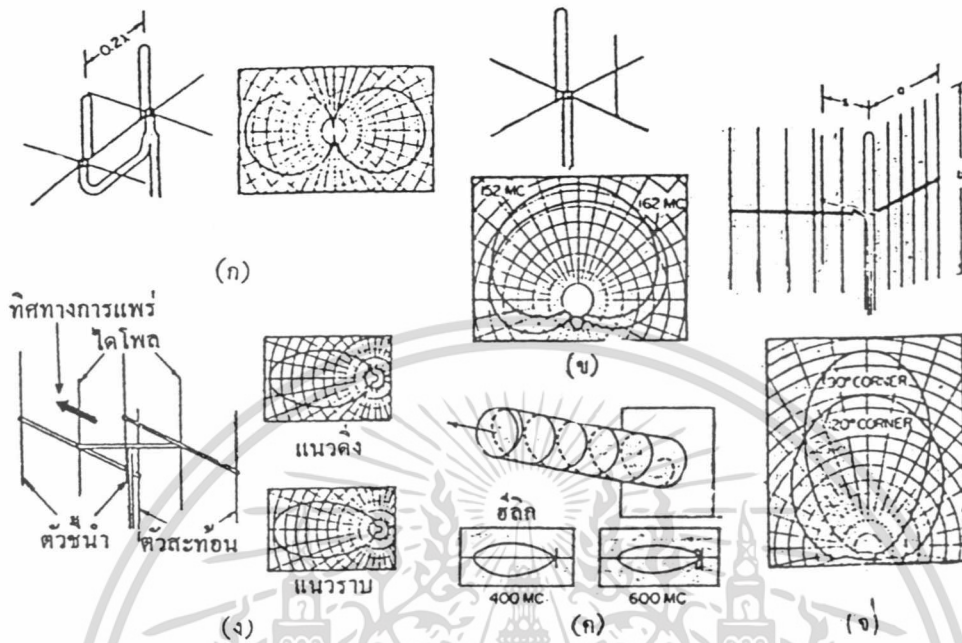 0.2λ
(ก)
152 MC
162 MC
(ข)
ทิศทางการแพร่
ไดโพล
ตัวชี้นำ
ตัวสะท้อน
แนวดิ่ง
แนวราบ
(ง)
ฮีลิค
400 MC
600 MC
(ค)
CORNER
120° CORNER
(จ)